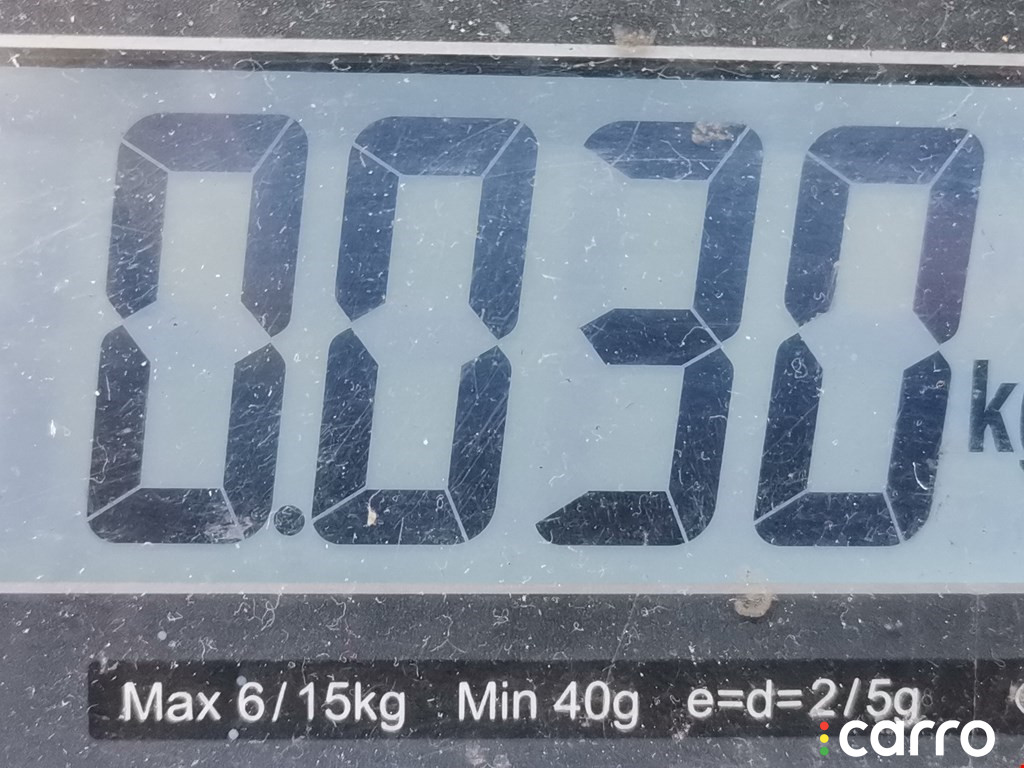 0.030 kg
Max 6/15kg Min 40g e=d=2/5g
carro